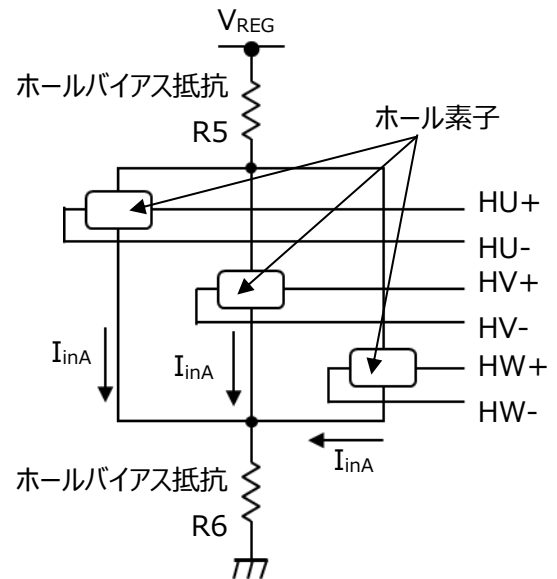 VREG
ホールバイアス抵抗
R5
ホール素子
HU+
HU-
HV+
HV-
IinA
IinA
HW+
HW-
IinA
ホールバイアス抵抗
R6